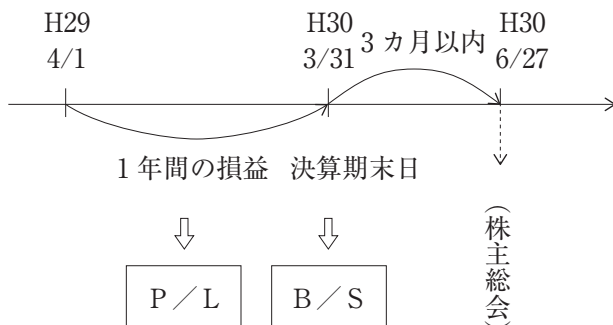 H29
4/1
H30
3/31
3カ月以内
H30
6/27
1年間の損益
決算期末日
P/L
B/S
(株主総会)